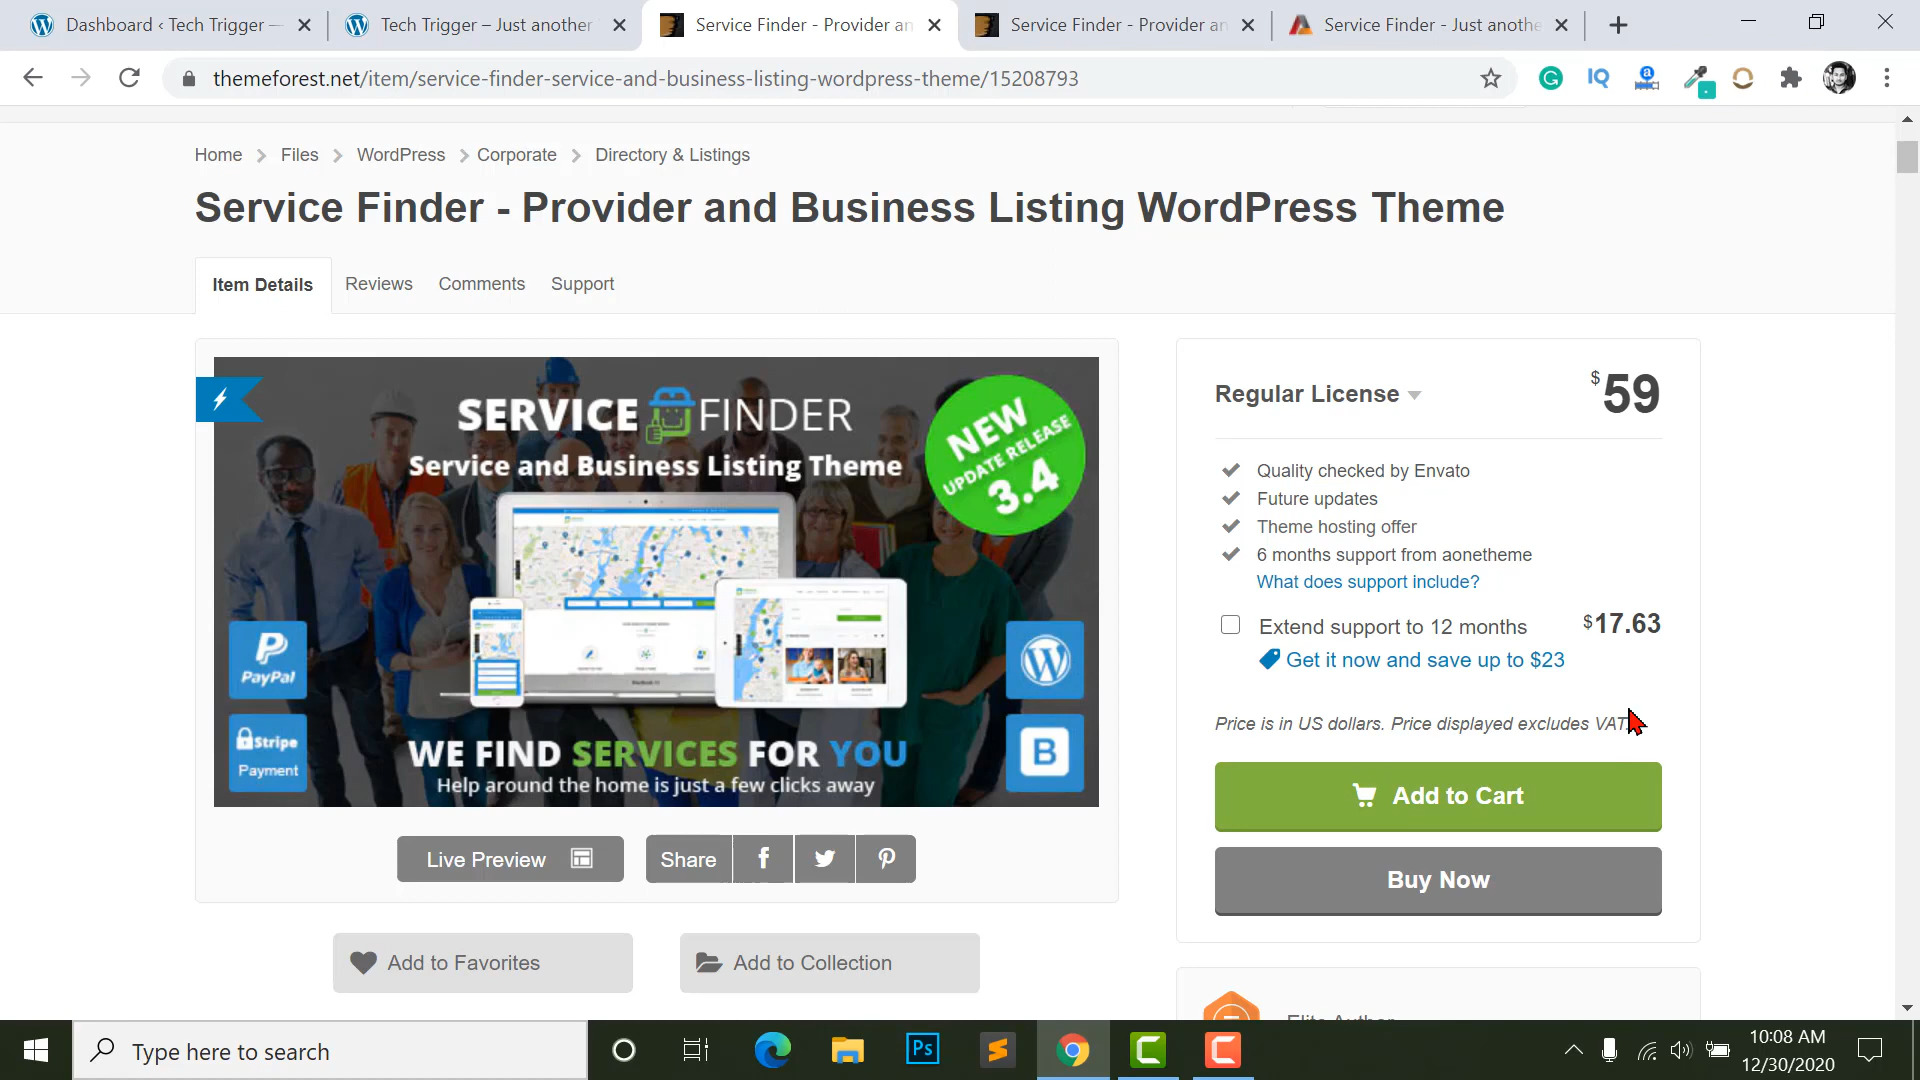 Dashboard ‹ Tech Trigger —
Tech Trigger – Just another
Service Finder - Provider an
Service Finder - Provider an
Service Finder - Just anothe
themeforest.net/item/service-finder-service-and-business-listing-wordpress-theme/15208793
Home Files WordPress Corporate Directory & Listings
Service Finder - Provider and Business Listing WordPress Theme
Item Details Reviews Comments Support
SERVICE FINDER
Service and Business Listing Theme
NEW
UPDATE RELEASE
3.4
PayPal
Stripe
Payment
B
WE FIND SERVICES FOR YOU
Help around the home is just a few clicks away
Live Preview
Share
Add to Favorites
Add to Collection
Regular License
$59
Quality checked by Envato
Future updates
Theme hosting offer
6 months support from aonetheme
What does support include?
Extend support to 12 months $17.63
Get it now and save up to $23
Price is in US dollars. Price displayed excludes VAT.
Add to Cart
Buy Now
Elite Author
Type here to search
Ps
10:08 AM
12/30/2020